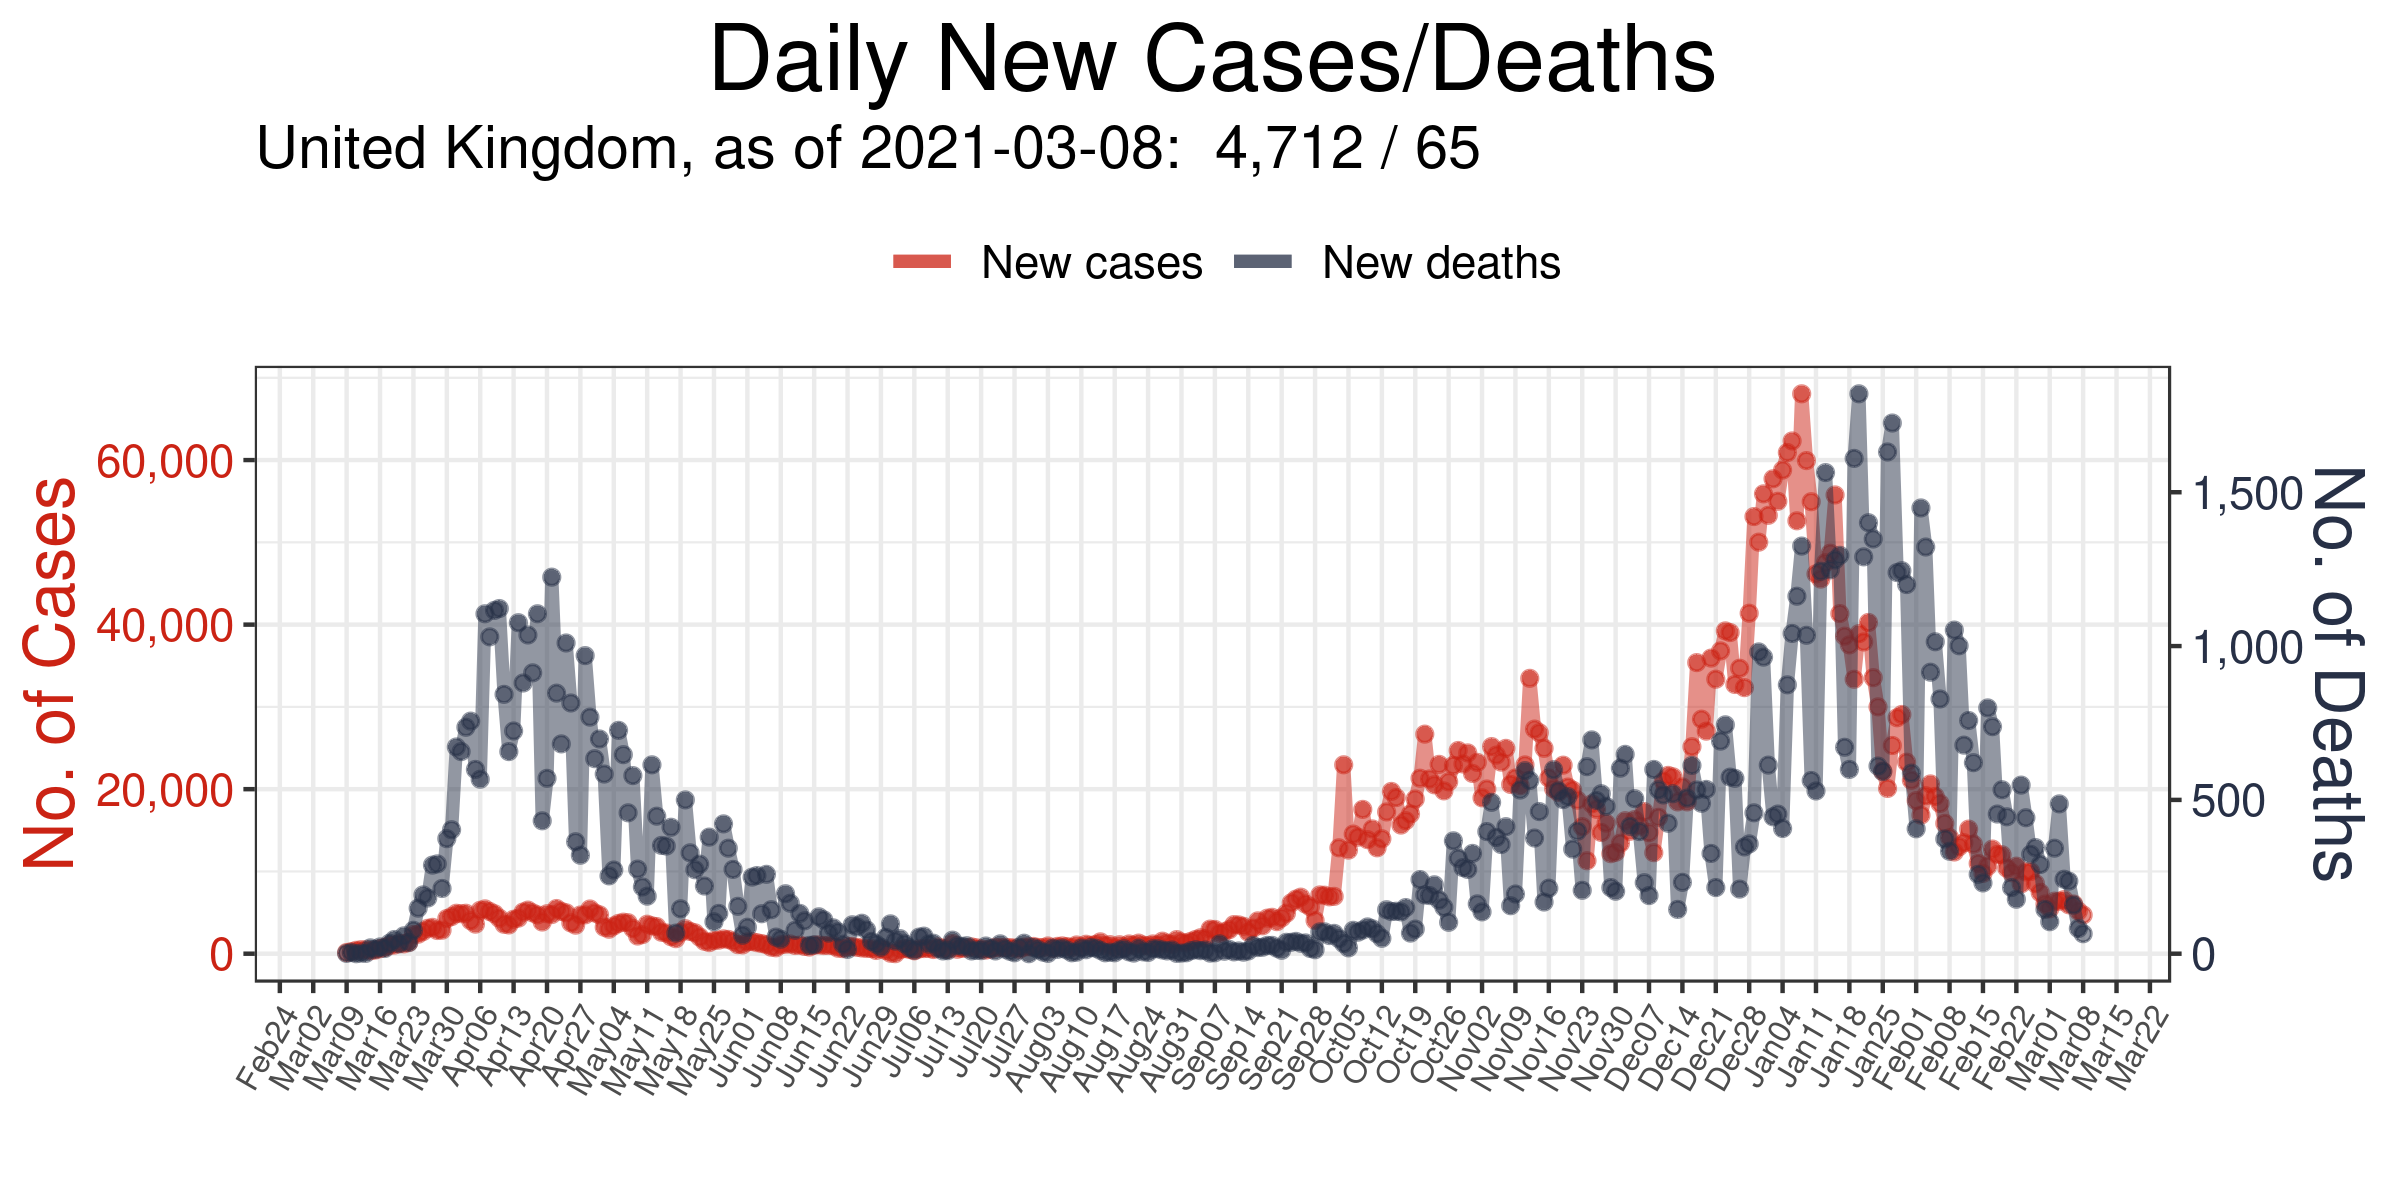 Daily New Cases/Deaths
United Kingdom, as of 2021-03-08:  4,712 / 65
New cases
New deaths
No. of Cases
60,000
40,000
20,000
0
1,500
1,000
500
0
No. of Deaths
Feb24
Mar02
Mar09
Mar16
Mar23
Mar30
Apr06
Apr13
Apr20
Apr27
May04
May11
May18
May25
Jun01
Jun08
Jun15
Jun22
Jun29
Jul06
Jul13
Jul20
Jul27
Aug03
Aug10
Aug17
Aug24
Aug31
Sep07
Sep14
Sep21
Sep28
Oct05
Oct12
Oct19
Oct26
Nov02
Nov09
Nov16
Nov23
Nov30
Dec07
Dec14
Dec21
Dec28
Jan04
Jan11
Jan18
Jan25
Feb01
Feb08
Feb15
Feb22
Mar01
Mar08
Mar15
Mar22